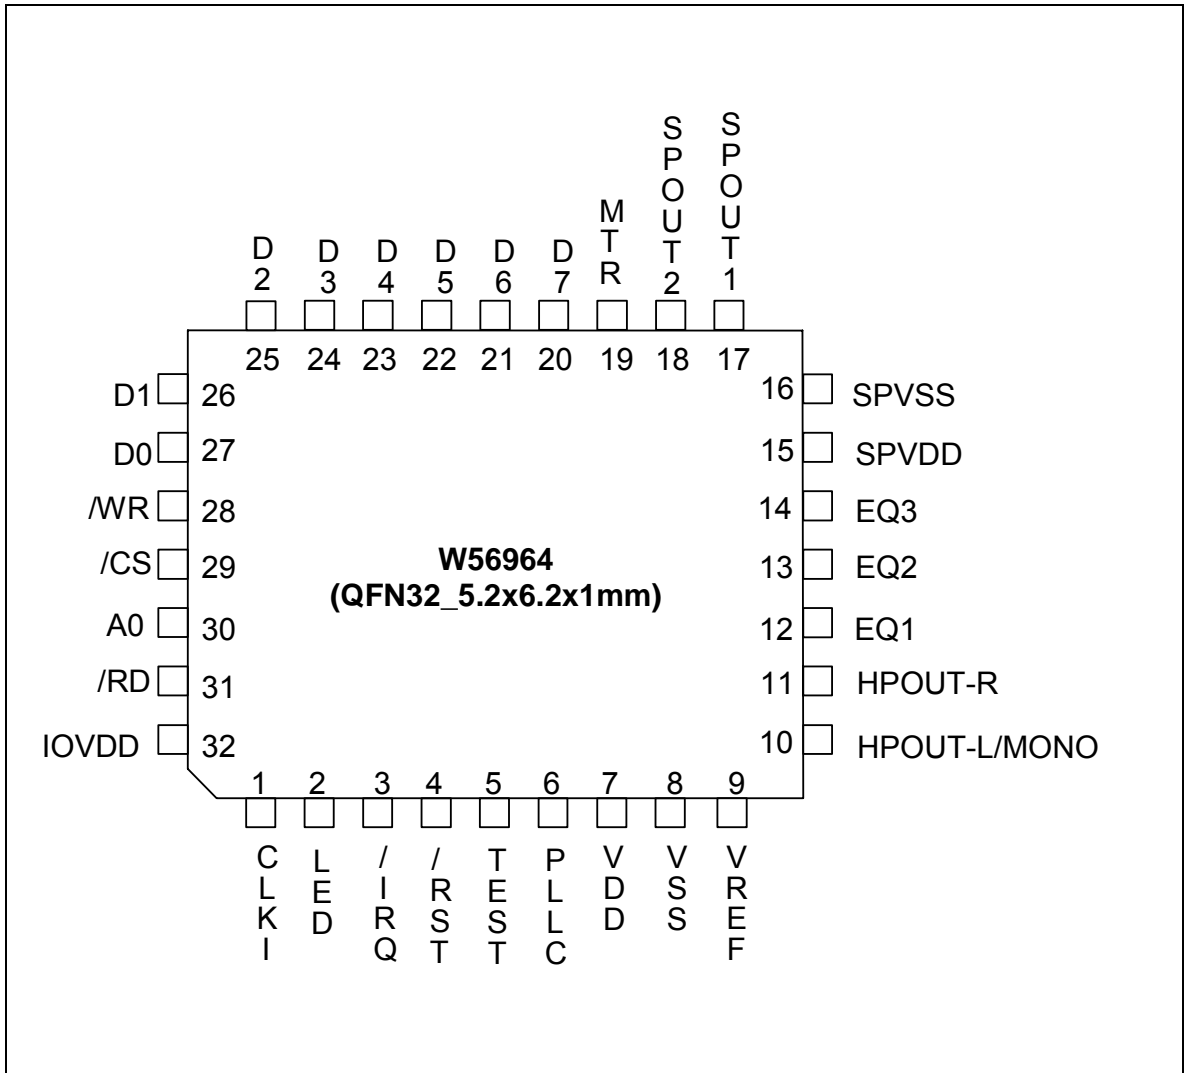 D2
D3
D4
D5
D6
D7
MTR
SPOUT2
SPOUT1
25 24 23 22 21 20 19 18 17
D1 26
D0 27
/WR 28
/CS 29
A0 30
/RD 31
IOVDD 32
W56964
(QFN32_5.2x6.2x1mm)
16 SPVSS
15 SPVDD
14 EQ3
13 EQ2
12 EQ1
11 HPOUT-R
10 HPOUT-L/MONO
1 2 3 4 5 6 7 8 9
CLKI
LED
/IRQ
/RST
TEST
PLLC
VDD
VSS
VREF